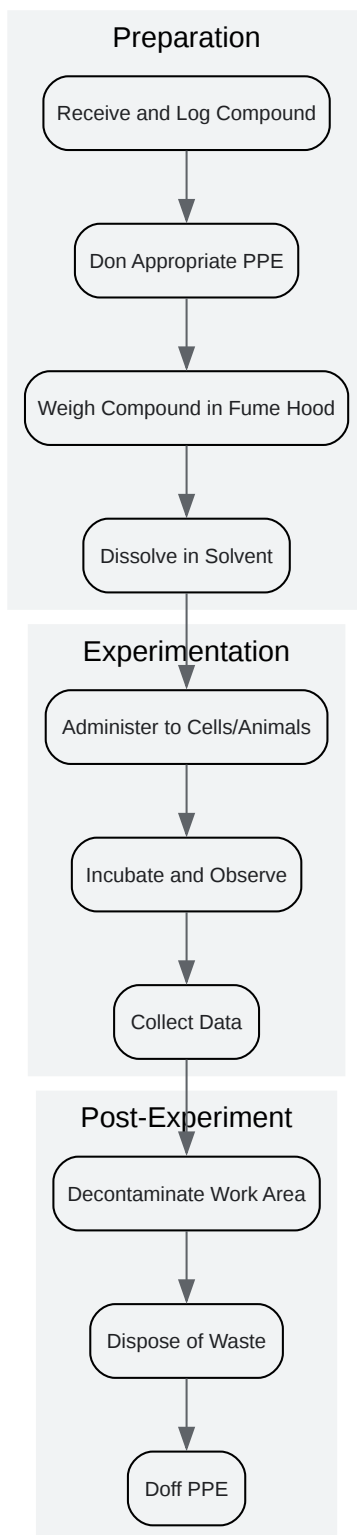 Preparation
Receive and Log Compound
Don Appropriate PPE
Weigh Compound in Fume Hood
Dissolve in Solvent
Experimentation
Administer to Cells/Animals
Incubate and Observe
Collect Data
Post-Experiment
Decontaminate Work Area
Dispose of Waste
Doff PPE